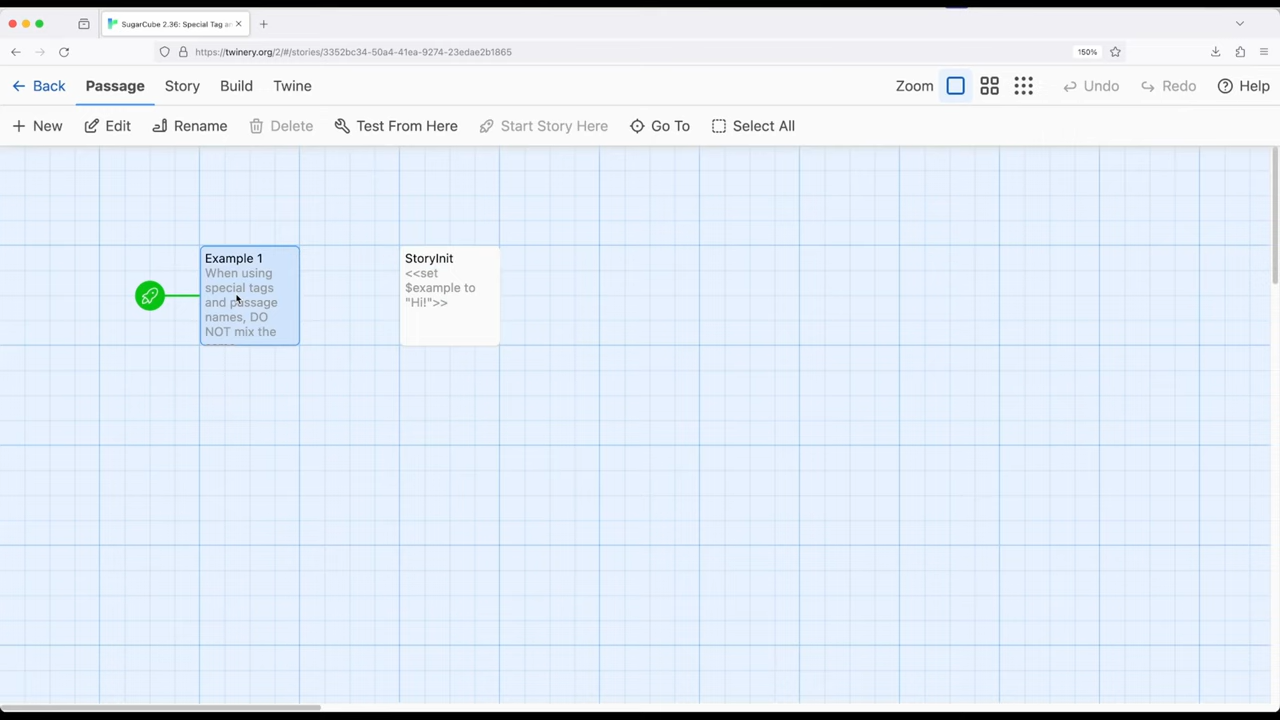 SugarCube 2.36: Special Tag an
https://twinery.org/2/#/stories/3352bc34-50a4-41ea-9274-23edae2b1865
150%
Back
Passage
Story
Build
Twine
Zoom
Undo
Redo
Help
New
Edit
Rename
Delete
Test From Here
Start Story Here
Go To
Select All
Example 1
When using
special tags
and passage
names, DO
NOT mix the
StoryInit
<<set
$example to
"Hi!">>